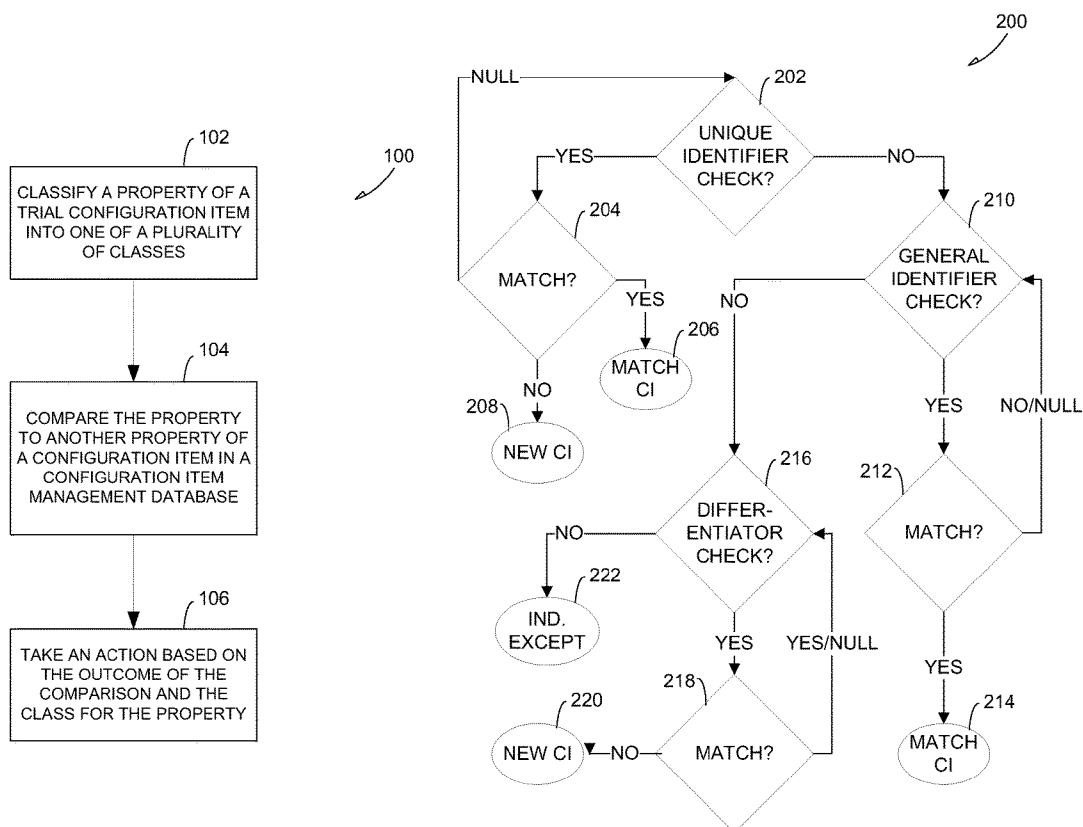 102
CLASSIFY A PROPERTY OF A
TRIAL CONFIGURATION ITEM
INTO ONE OF A PLURALITY
OF CLASSES
104
COMPARE THE PROPERTY
TO ANOTHER PROPERTY OF
A CONFIGURATION ITEM IN A
CONFIGURATION ITEM
MANAGEMENT DATABASE
106
TAKE AN ACTION BASED ON
THE OUTCOME OF THE
COMPARISON AND THE
CLASS FOR THE PROPERTY
100
200
NULL
202
UNIQUE
IDENTIFIER
CHECK?
YES
NO
204
MATCH?
YES
206
MATCH
CI
NO
208
NEW CI
210
GENERAL
IDENTIFIER
CHECK?
NO
YES
NO/NULL
212
MATCH?
YES
214
MATCH
CI
216
DIFFER-
ENTIATOR
CHECK?
NO
222
IND.
EXCEPT
YES
YES/NULL
218
MATCH?
NO
220
NEW CI